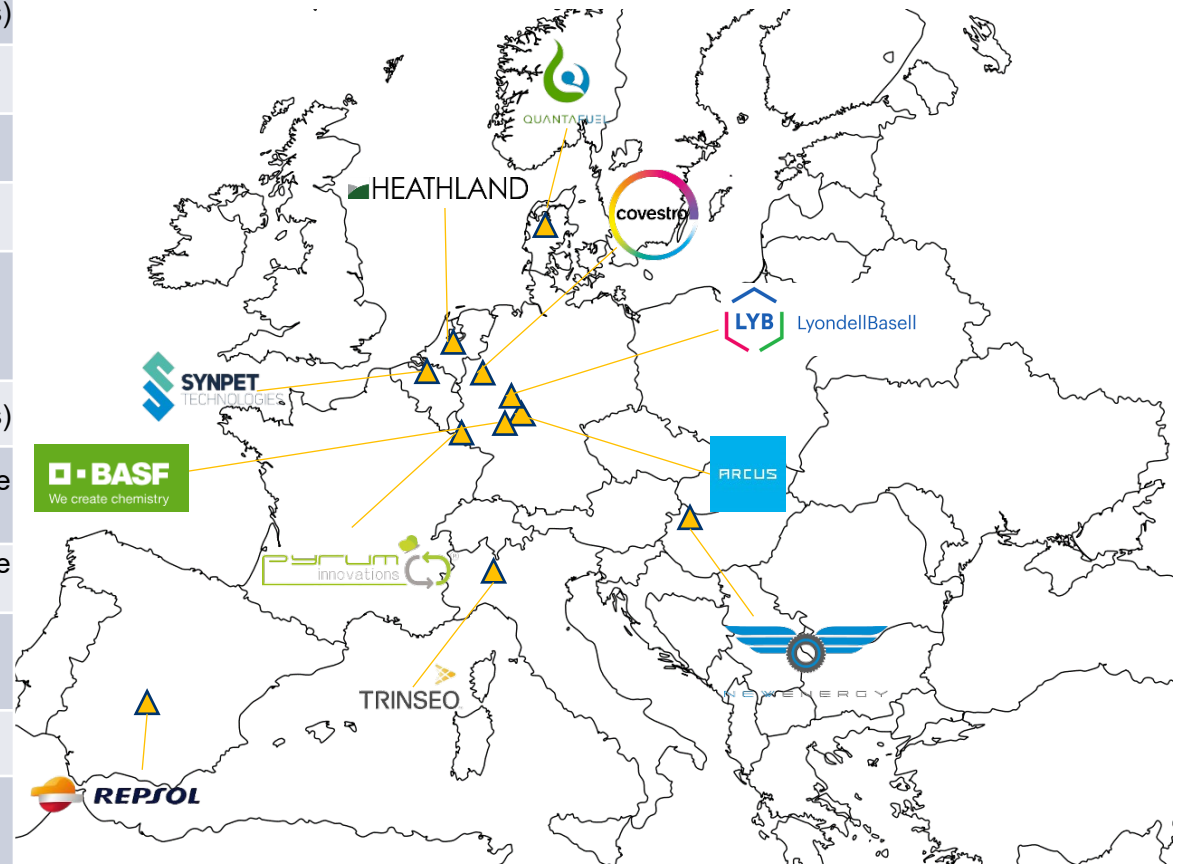 s)
QUANTAFUEL
HEATHLAND
covestro
LYB LyondellBasell
SYNPET
TECHNOLOGIES
s)
BASF
We create chemistry
e
ARCUS
pyrum
innovations
e
NEWENERGY
TRINSEO
REPSOL